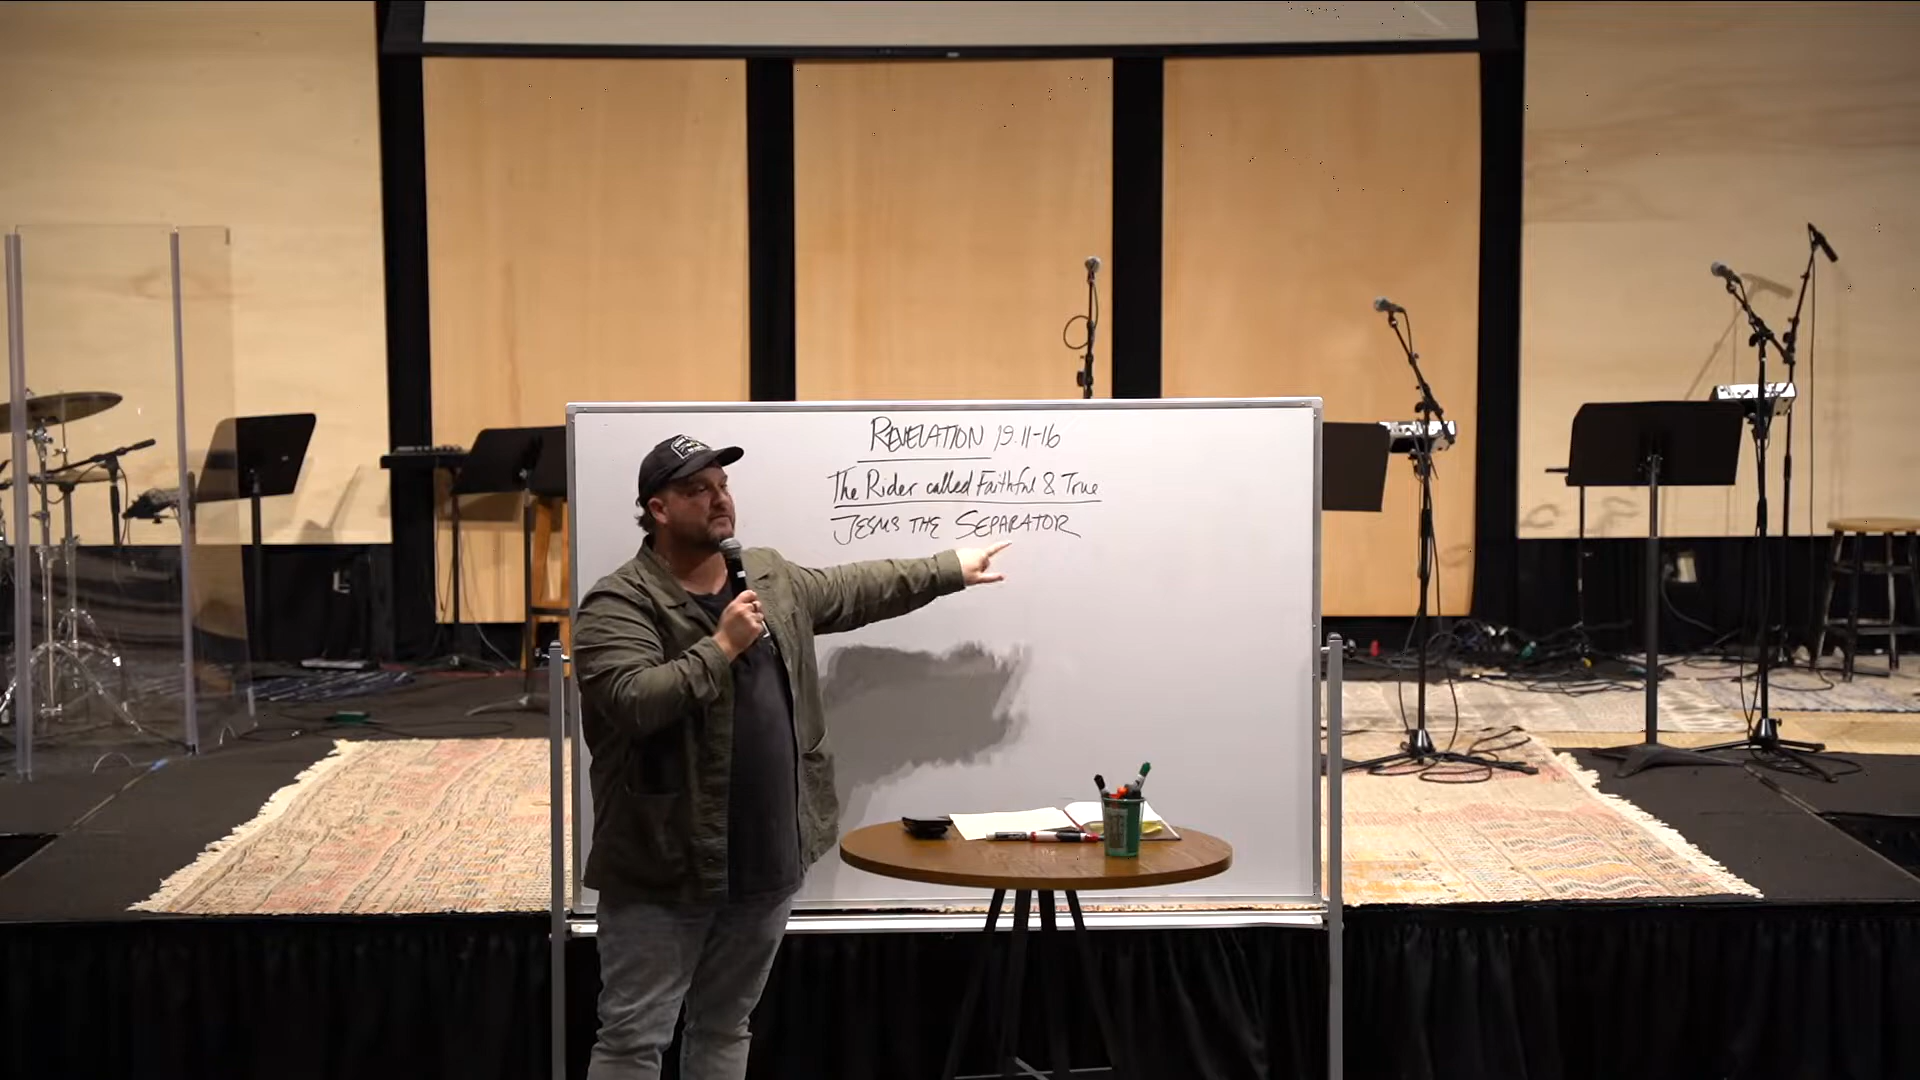 REVELATION 19.11-16
The Rider called Faithful & True
JESUS THE SEPARATOR